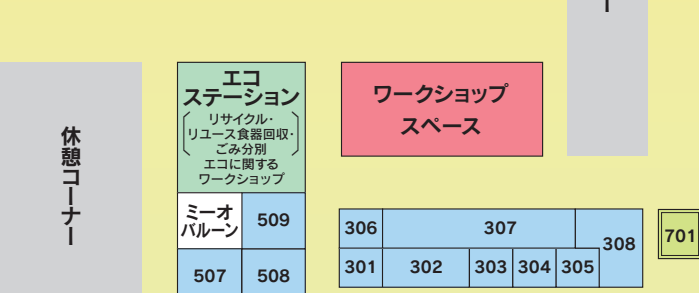 ー
休憩コーナー
エコ
ステーション
リサイクル・
リユース食器回収・
ごみ分別
エコに関する
ワークショップ
ワークショップ
スペース
ミーオ
バルーン
509
507
508
306
307
308
301
302
303
304
305
701